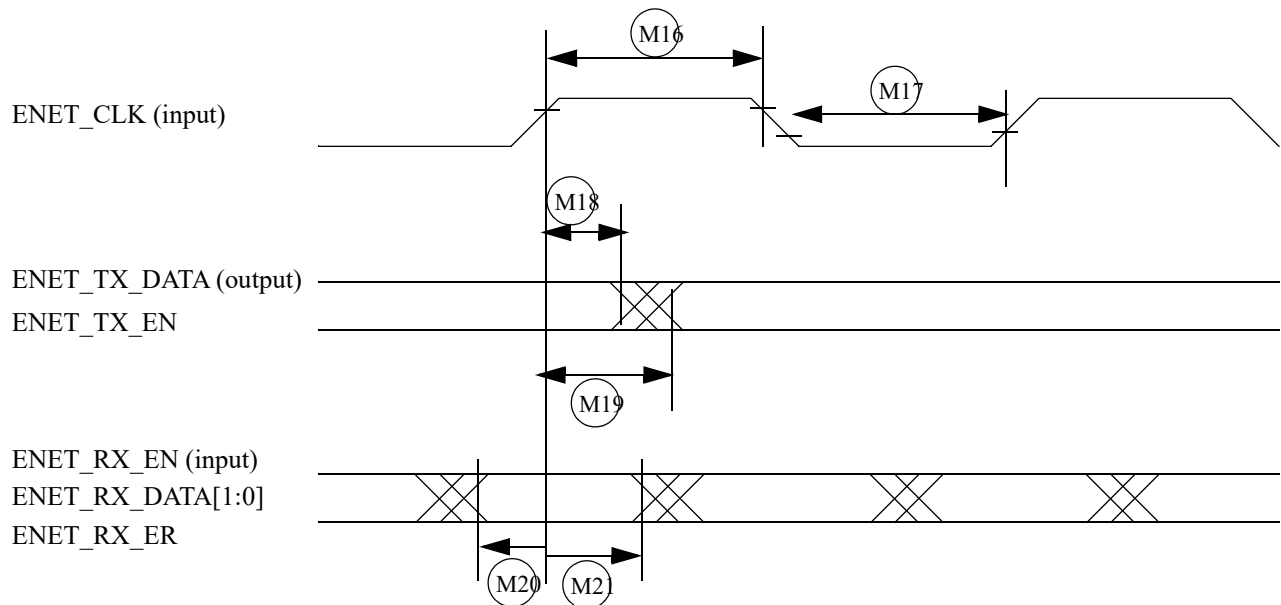 M16
ENET_CLK (input)
M17
M18
ENET_TX_DATA (output)
ENET_TX_EN
M19
ENET_RX_EN (input)
ENET_RX_DATA[1:0]
ENET_RX_ER
M20
M21